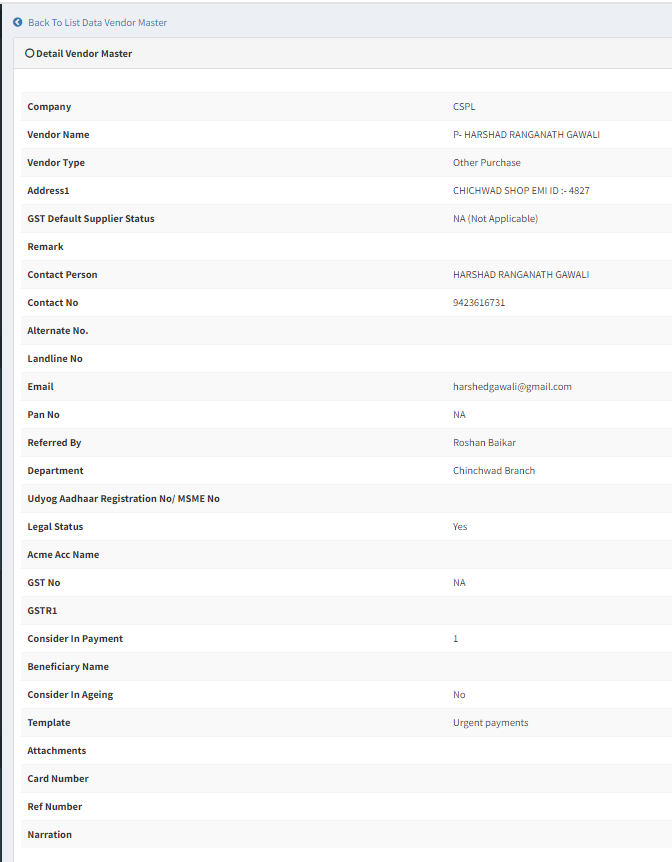 Back To List Data Vendor Master
Detail Vendor Master
Company CSPL
Vendor Name P- HARSHAD RANGANATH GAWALI
Vendor Type Other Purchase
Address1 CHICHWAD SHOP EMI ID :- 4827
GST Default Supplier Status NA (Not Applicable)
Remark
Contact Person HARSHAD RANGANATH GAWALI
Contact No 9423616731
Alternate No.
Landline No
Email harshedgawali@gmail.com
Pan No NA
Referred By Roshan Baikar
Department Chinchwad Branch
Udyog Aadhaar Registration No/ MSME No
Legal Status Yes
Acme Acc Name
GST No NA
GSTR1
Consider In Payment 1
Beneficiary Name
Consider In Ageing No
Template Urgent payments
Attachments
Card Number
Ref Number
Narration